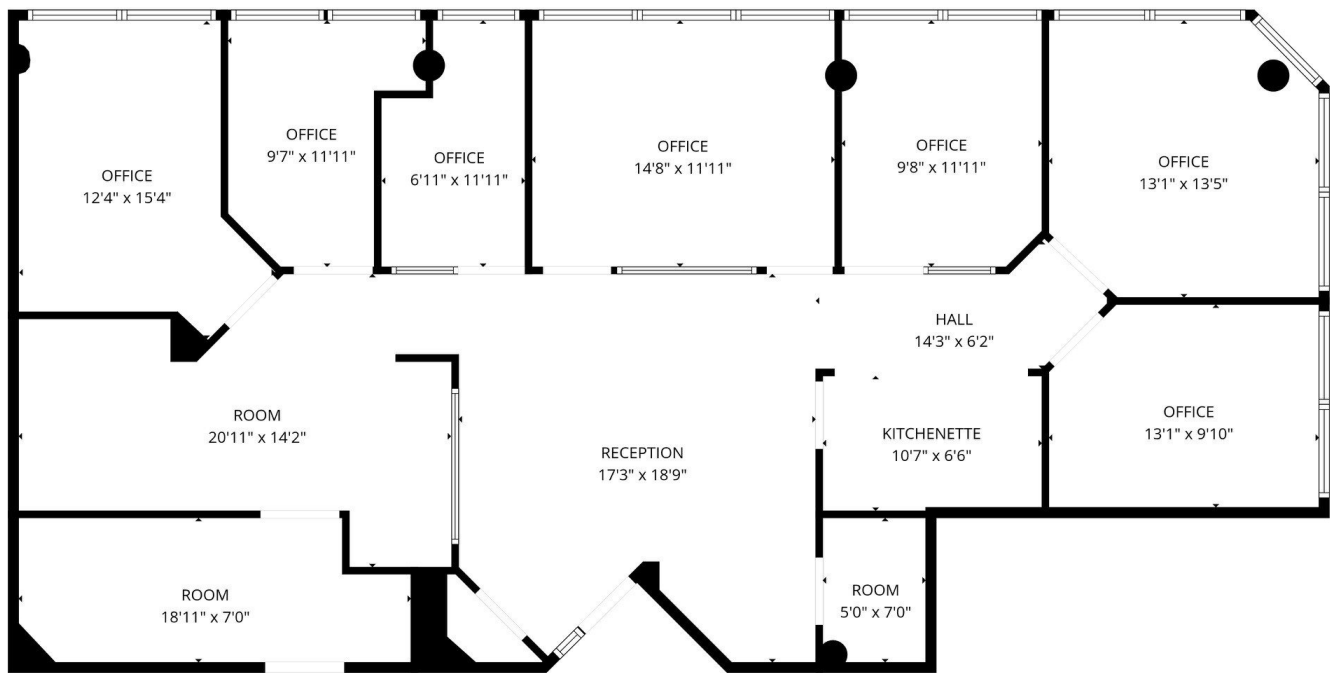 OFFICE
12'4" x 15'4"
OFFICE
9'7" x 11'11"
OFFICE
6'11" x 11'11"
OFFICE
14'8" x 11'11"
OFFICE
9'8" x 11'11"
OFFICE
13'1" x 13'5"
HALL
14'3" x 6'2"
ROOM
20'11" x 14'2"
RECEPTION
17'3" x 18'9"
KITCHENETTE
10'7" x 6'6"
OFFICE
13'1" x 9'10"
ROOM
18'11" x 7'0"
ROOM
5'0" x 7'0"